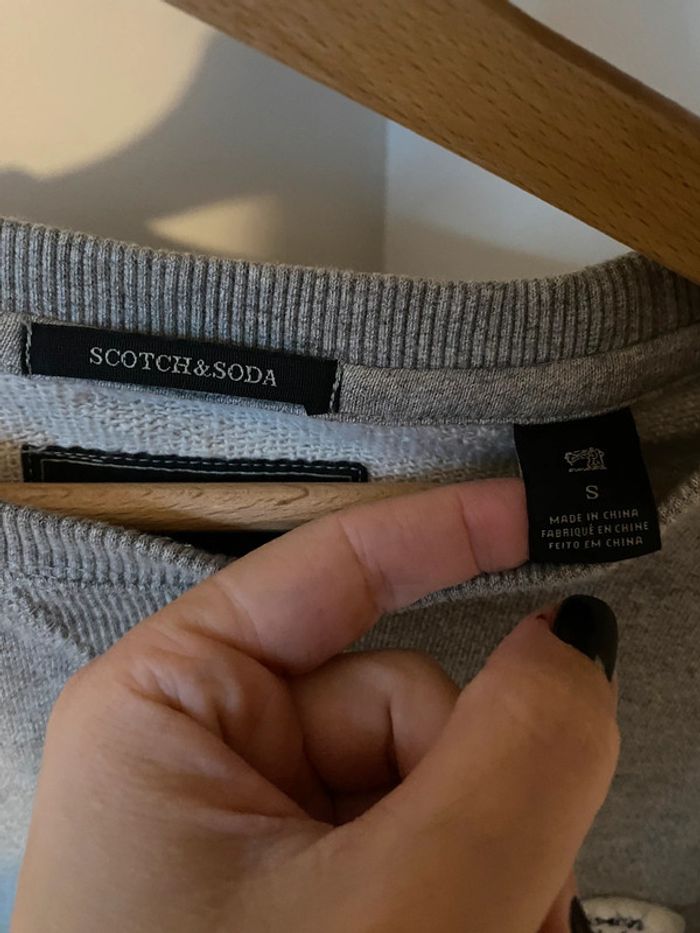 SCOTCH&SODA
S
MADE IN CHINA
FABRIQUÉ EN CHINE
FEITO EM CHINA